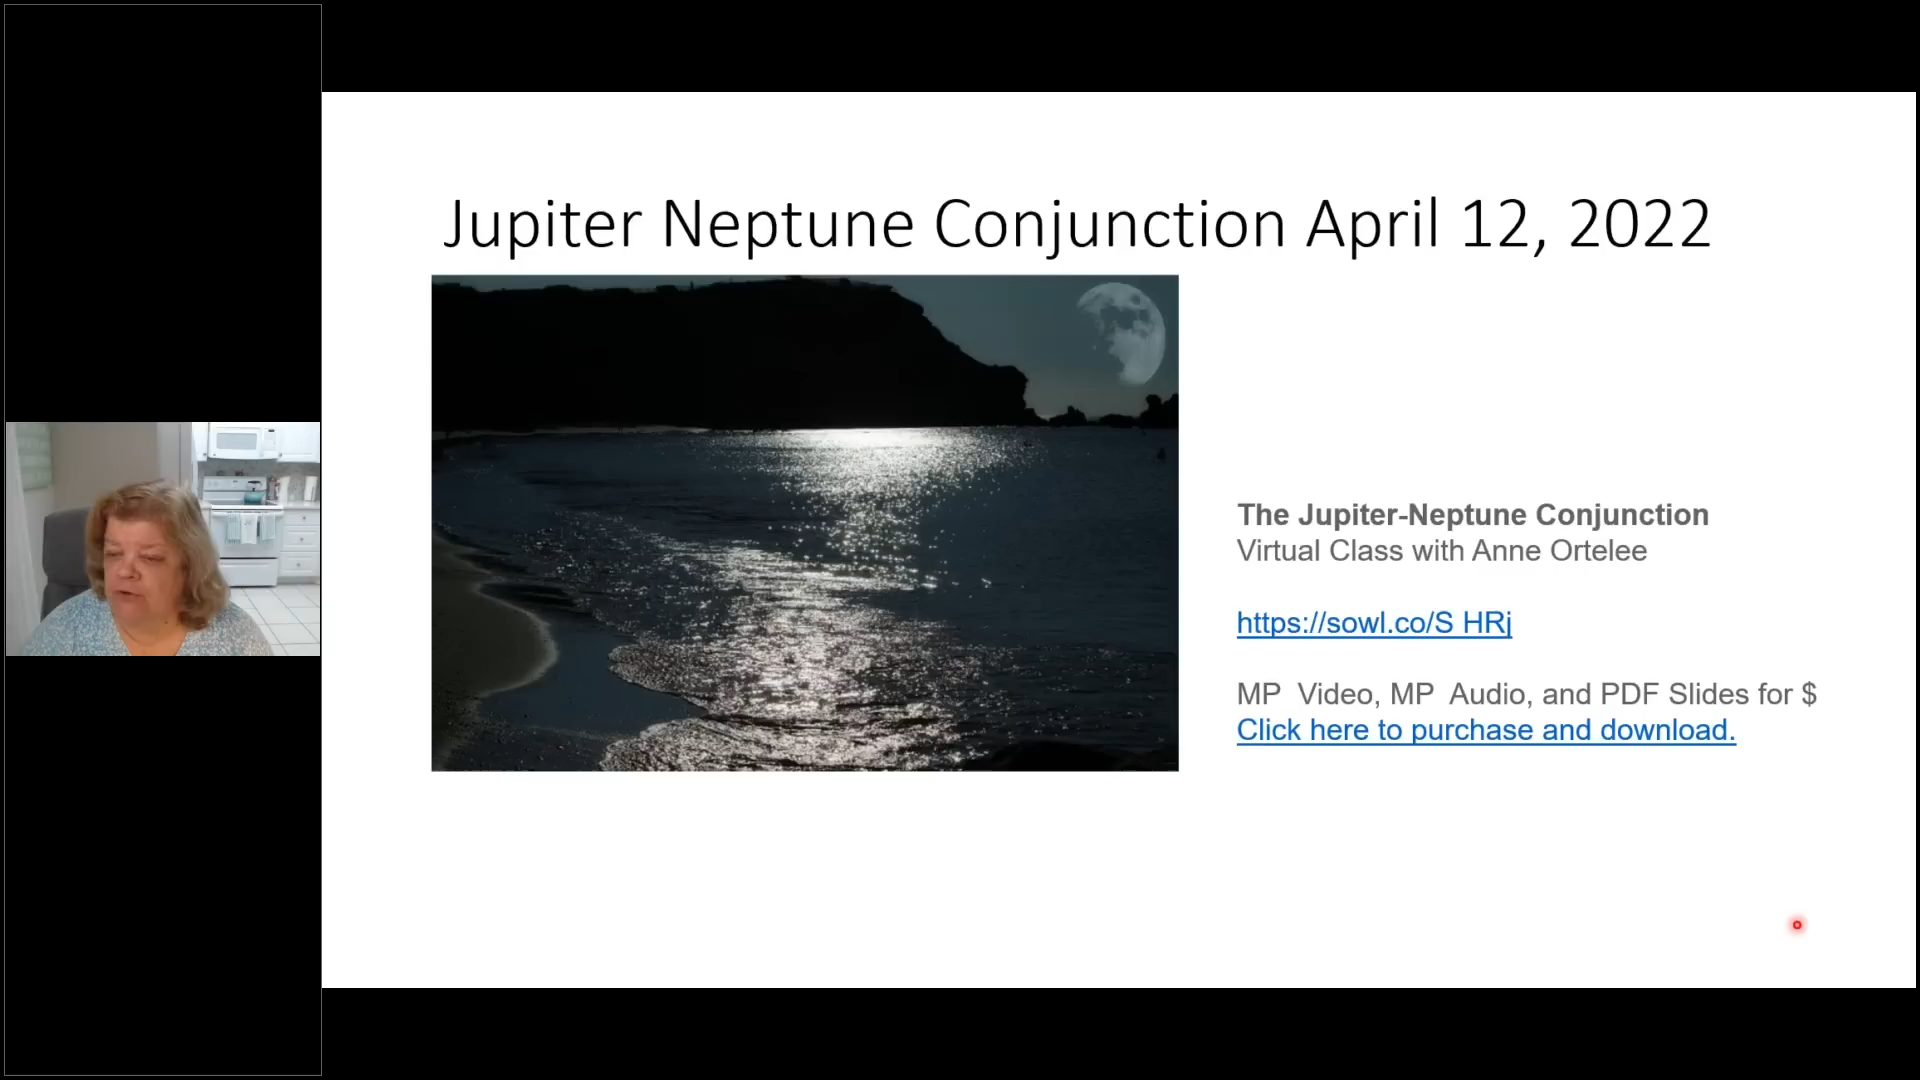 Jupiter Neptune Conjunction April 12, 2022
The Jupiter-Neptune Conjunction
Virtual Class with Anne Ortelee
https://sowl.co/S HRj
MP  Video, MP  Audio, and PDF Slides for $
Click here to purchase and download.